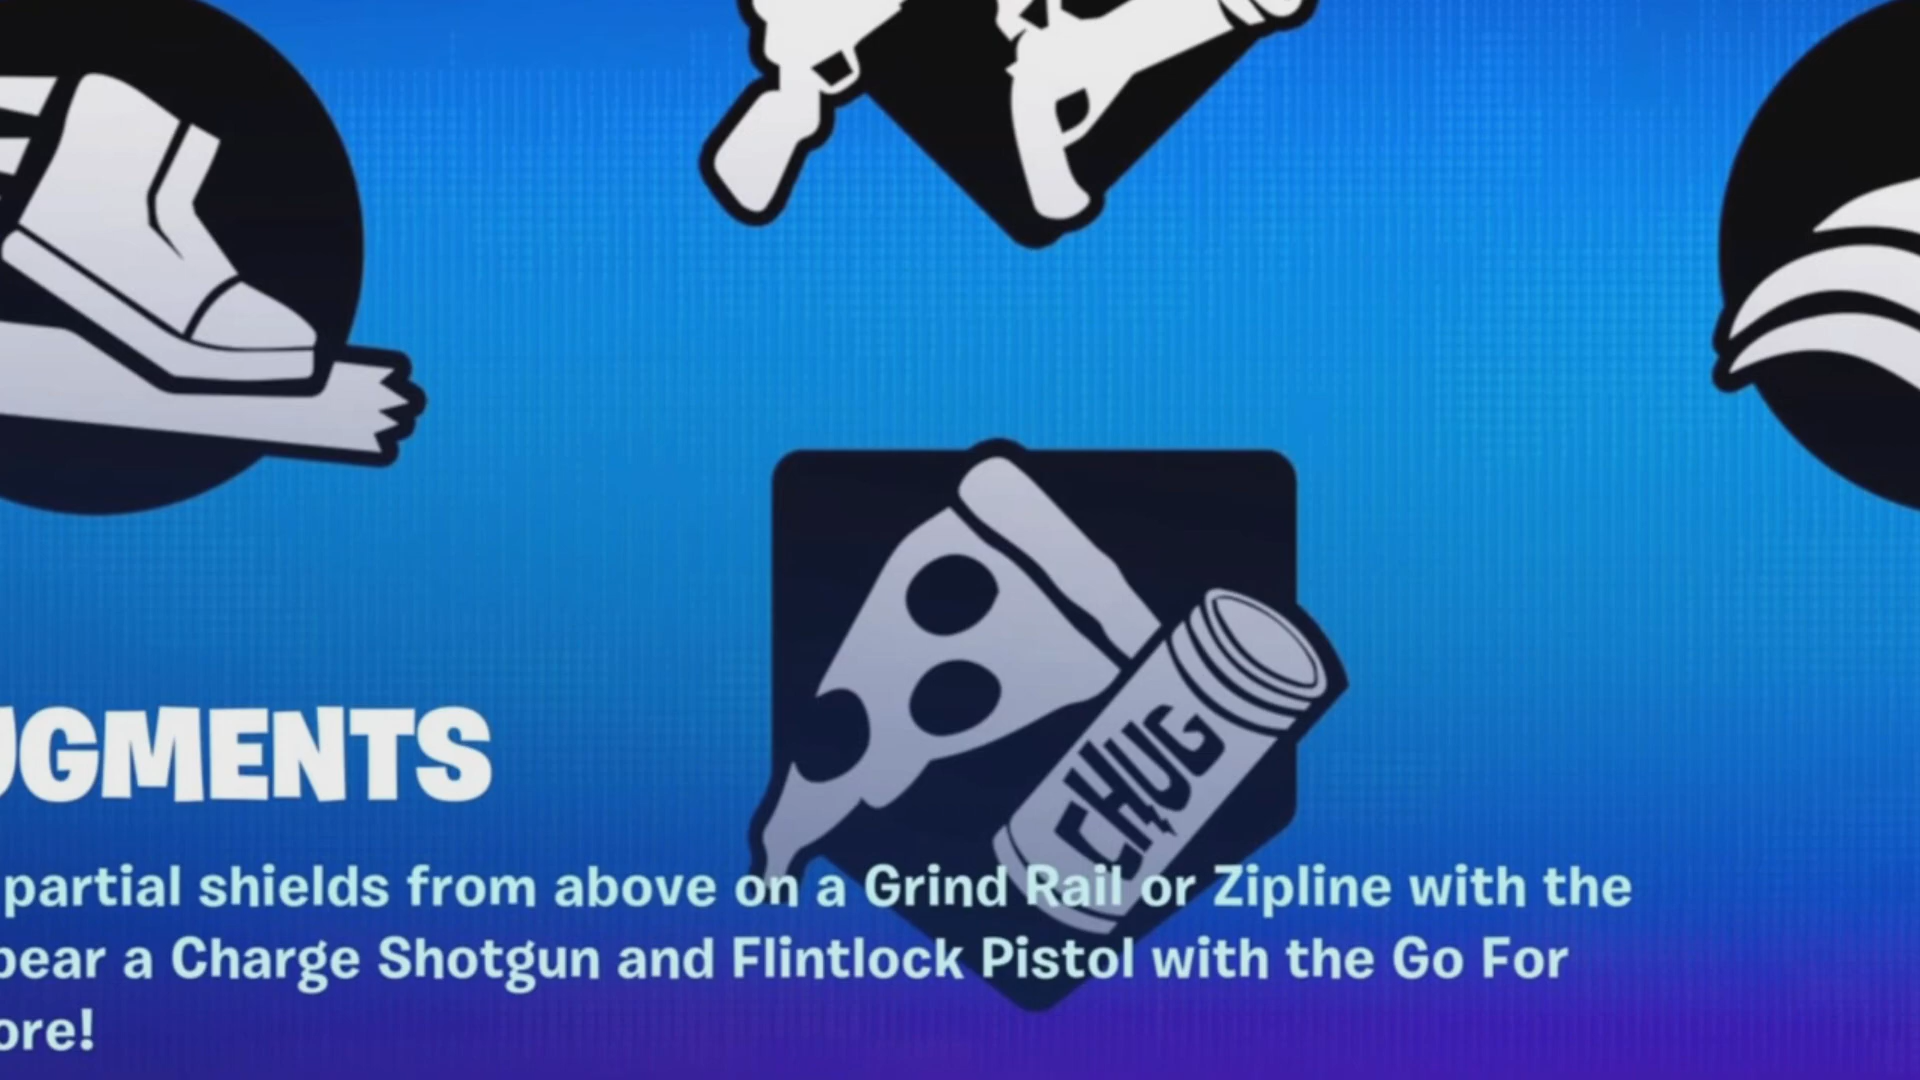 CHUG
UGMENTS
partial shields from above on a Grind Rail or Zipline with the
pear a Charge Shotgun and Flintlock Pistol with the Go For
ore!